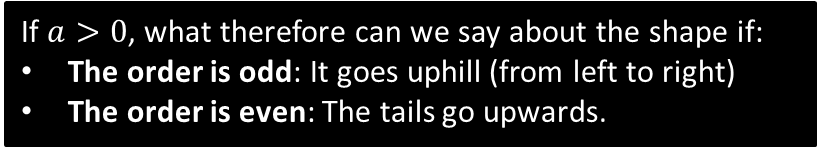 If 𝑎 > 0, what therefore can we say about the shape if:
• The order is odd: It goes uphill (from left to right)
• The order is even: The tails go upwards.